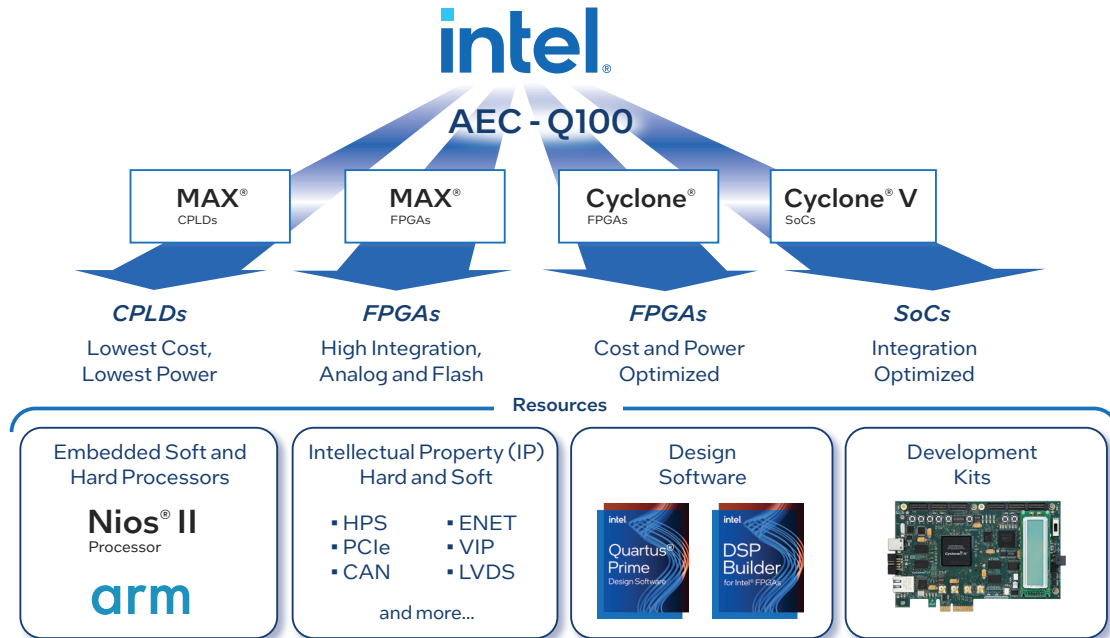 intel®
AEC - Q100
MAX®
CPLDs
MAX®
FPGAs
Cyclone®
FPGAs
Cyclone® V
SoCs
CPLDs
Lowest Cost,
Lowest Power
FPGAs
High Integration,
Analog and Flash
FPGAs
Cost and Power
Optimized
SoCs
Integration
Optimized
Resources
Embedded Soft and
Hard Processors
Nios® II
Processor
arm
Intellectual Property (IP)
Hard and Soft
▪ HPS
▪ PCIe
▪ CAN
▪ ENET
▪ VIP
▪ LVDS
and more...
Design
Software
intel
Quartus®
Prime
Design Software
intel
DSP
Builder
for Intel® FPGAs
Development
Kits
Cyclone V